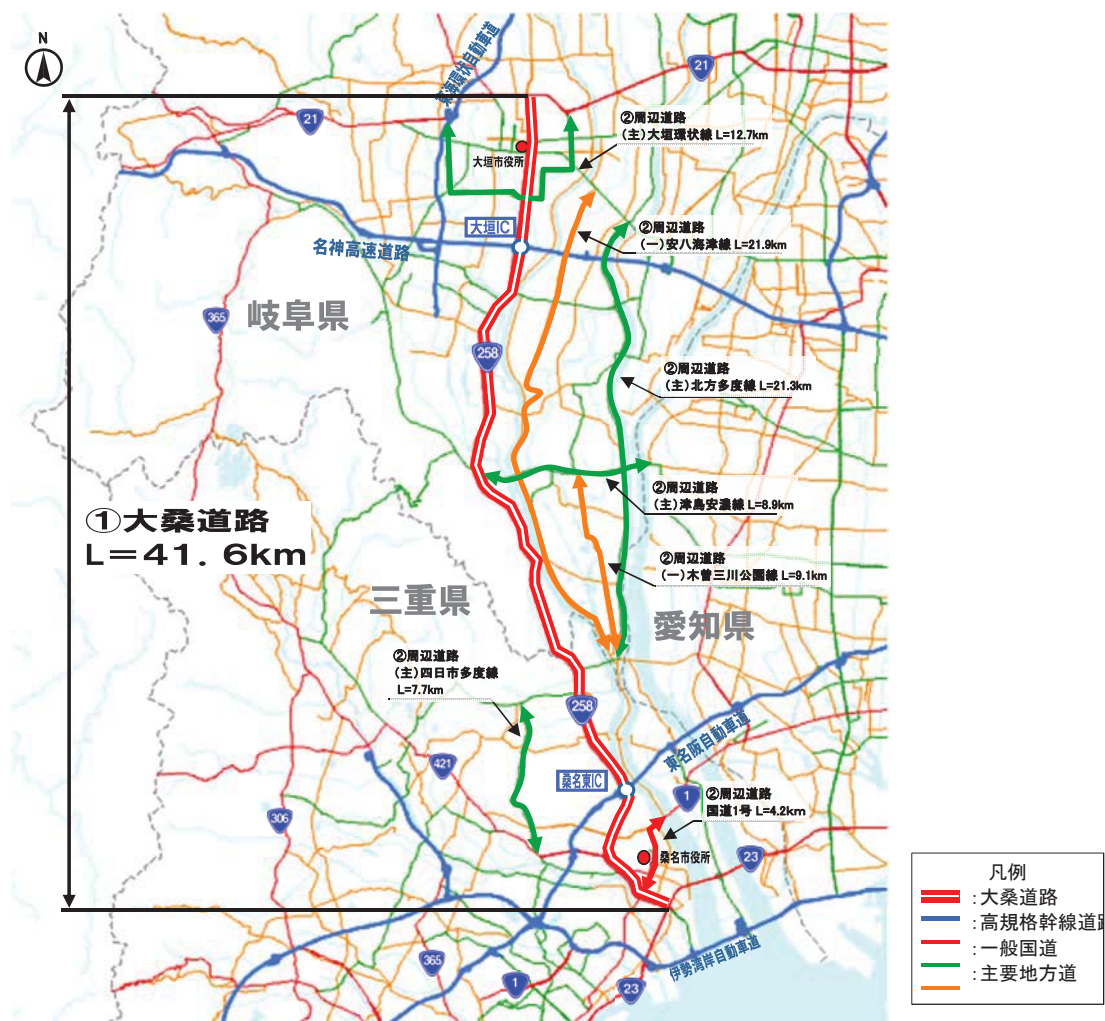 N
東海環状自動車道
21
21
②周辺道路
(主)大垣環状線 L=12.7km
大垣市役所
大垣IC
②周辺道路
(一)安八海津線 L=21.9km
名神高速道路
岐阜県
365
258
②周辺道路
(主)北方多度線 L=21.3km
②周辺道路
(主)津島安濃線 L=8.9km
①大桑道路
L=41. 6km
②周辺道路
(一)木曽三川公園線 L=9.1km
三重県
愛知県
②周辺道路
(主)四日市多度線
L=7.7km
258
東名阪自動車道
421
桑名東IC
1
②周辺道路
国道1号 L=4.2km
306
桑名市役所
23
365
伊勢湾岸自動車道
1
23
凡例
:大桑道路
:高規格幹線道路
:一般国道
:主要地方道